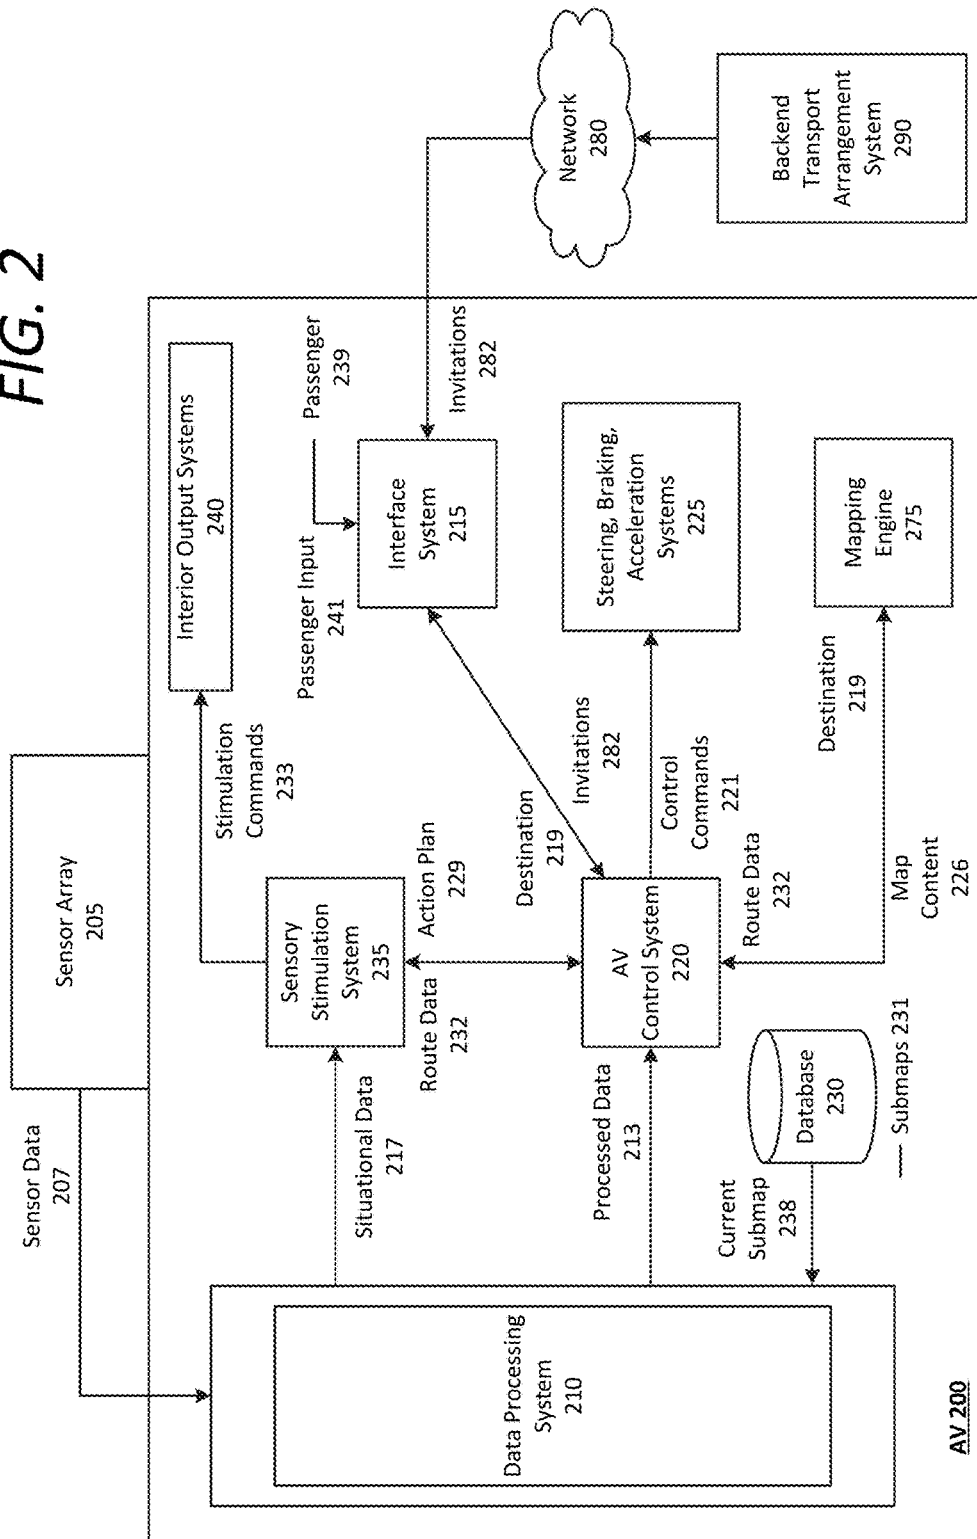 FIG. 2
Sensor Array
205
Sensor Data
207
Stimulation
Commands
233
Interior Output Systems
240
Passenger
239
Passenger Input
241
Situational Data
217
Sensory
Stimulation
System
235
Route Data
232
Action Plan
229
Interface
System
215
Invitations
282
Network
280
Destination
219
Invitations
282
Data Processing
System
210
Processed Data
213
AV
Control System
220
Control
Commands
221
Steering, Braking,
Acceleration
Systems
225
Backend
Transport
Arrangement
System
290
Current
Submap
238
Database
230
Submaps 231
Route Data
232
Map
Content
226
Destination
219
Mapping
Engine
275
AV 200